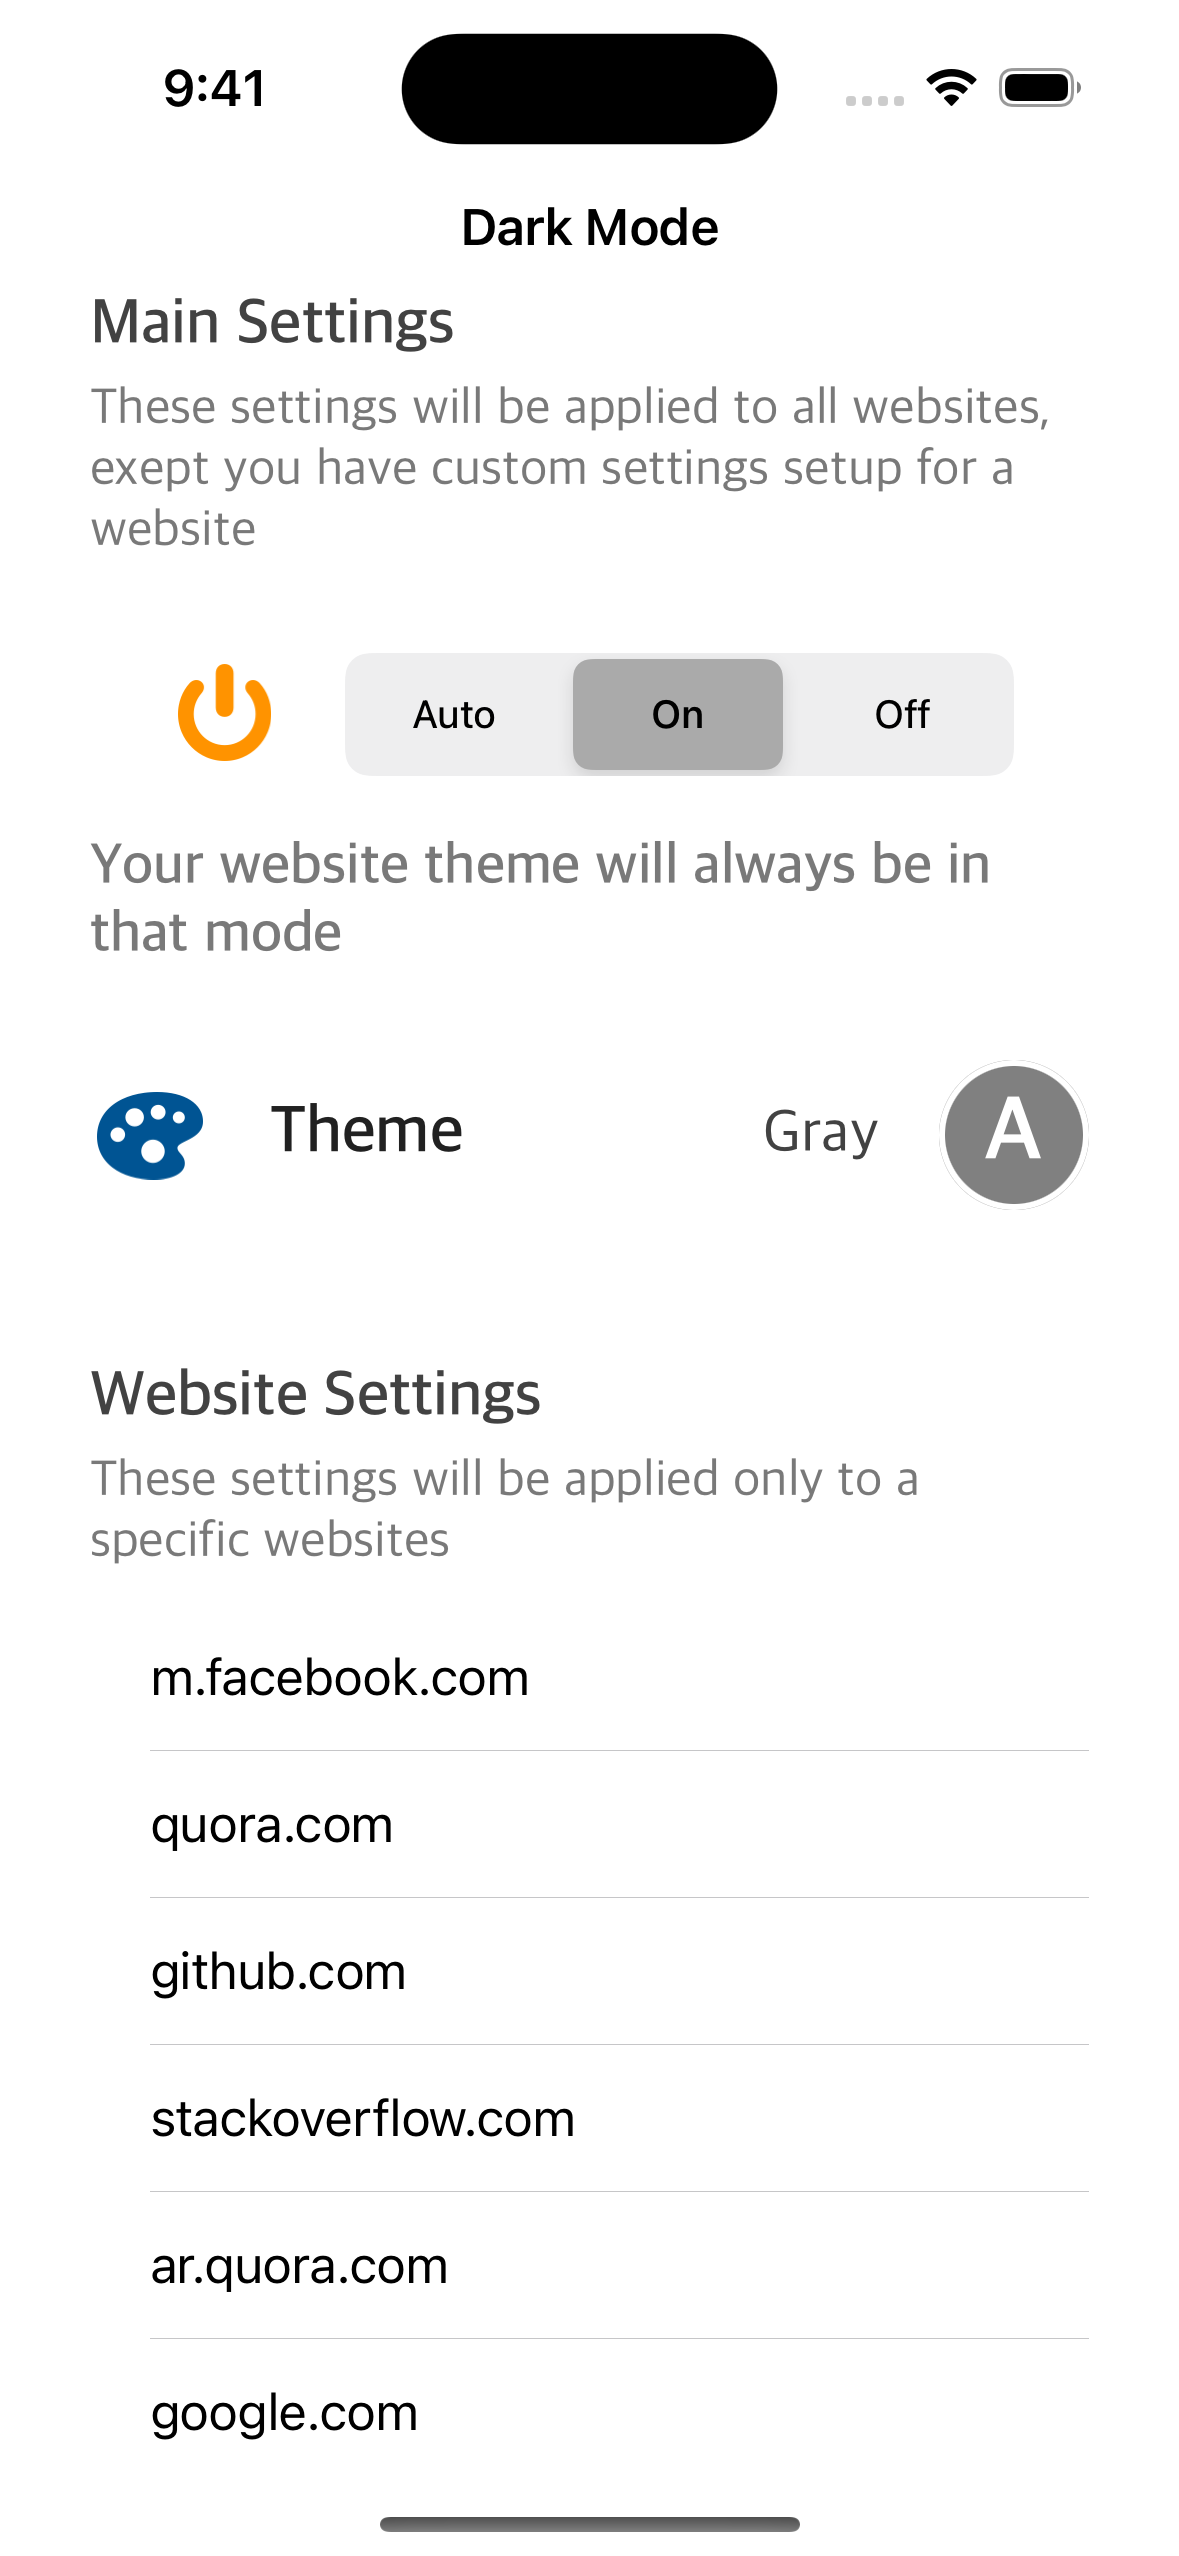 9:41
Dark Mode
Main Settings
These settings will be applied to all websites,
exept you have custom settings setup for a
website
Auto On Off
Your website theme will always be in
that mode
Theme Gray A
Website Settings
These settings will be applied only to a
specific websites
m.facebook.com
quora.com
github.com
stackoverflow.com
ar.quora.com
google.com